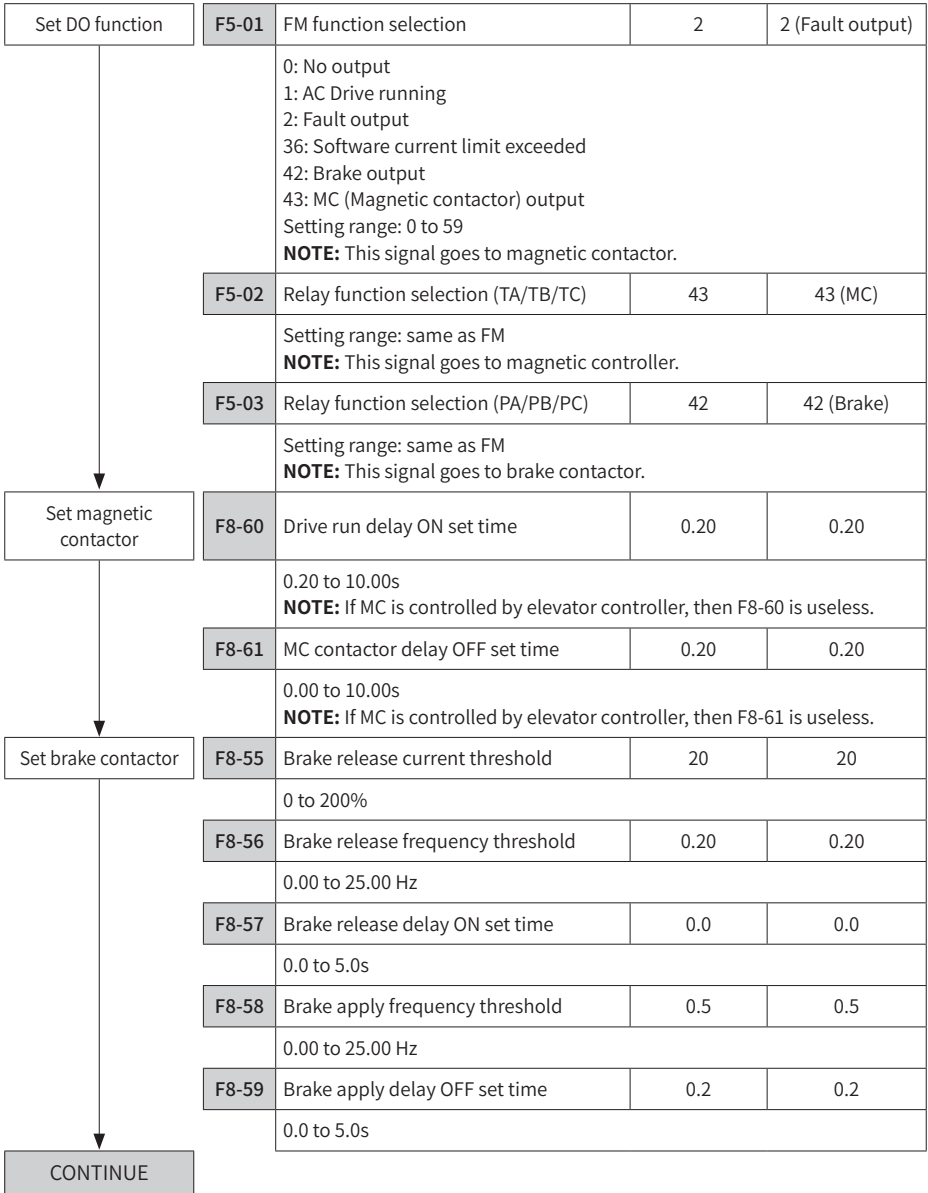 Set DO function
F5-01 FM function selection 2 2 (Fault output)
0: No output
1: AC Drive running
2: Fault output
36: Software current limit exceeded
42: Brake output
43: MC (Magnetic contactor) output
Setting range: 0 to 59
NOTE: This signal goes to magnetic contactor.
F5-02 Relay function selection (TA/TB/TC) 43 43 (MC)
Setting range: same as FM
NOTE: This signal goes to magnetic controller.
F5-03 Relay function selection (PA/PB/PC) 42 42 (Brake)
Setting range: same as FM
NOTE: This signal goes to brake contactor.
Set magnetic
contactor
F8-60 Drive run delay ON set time 0.20 0.20
0.20 to 10.00s
NOTE: If MC is controlled by elevator controller, then F8-60 is useless.
F8-61 MC contactor delay OFF set time 0.20 0.20
0.00 to 10.00s
NOTE: If MC is controlled by elevator controller, then F8-61 is useless.
Set brake contactor
F8-55 Brake release current threshold 20 20
0 to 200%
F8-56 Brake release frequency threshold 0.20 0.20
0.00 to 25.00 Hz
F8-57 Brake release delay ON set time 0.0 0.0
0.0 to 5.0s
F8-58 Brake apply frequency threshold 0.5 0.5
0.00 to 25.00 Hz
F8-59 Brake apply delay OFF set time 0.2 0.2
0.0 to 5.0s
CONTINUE